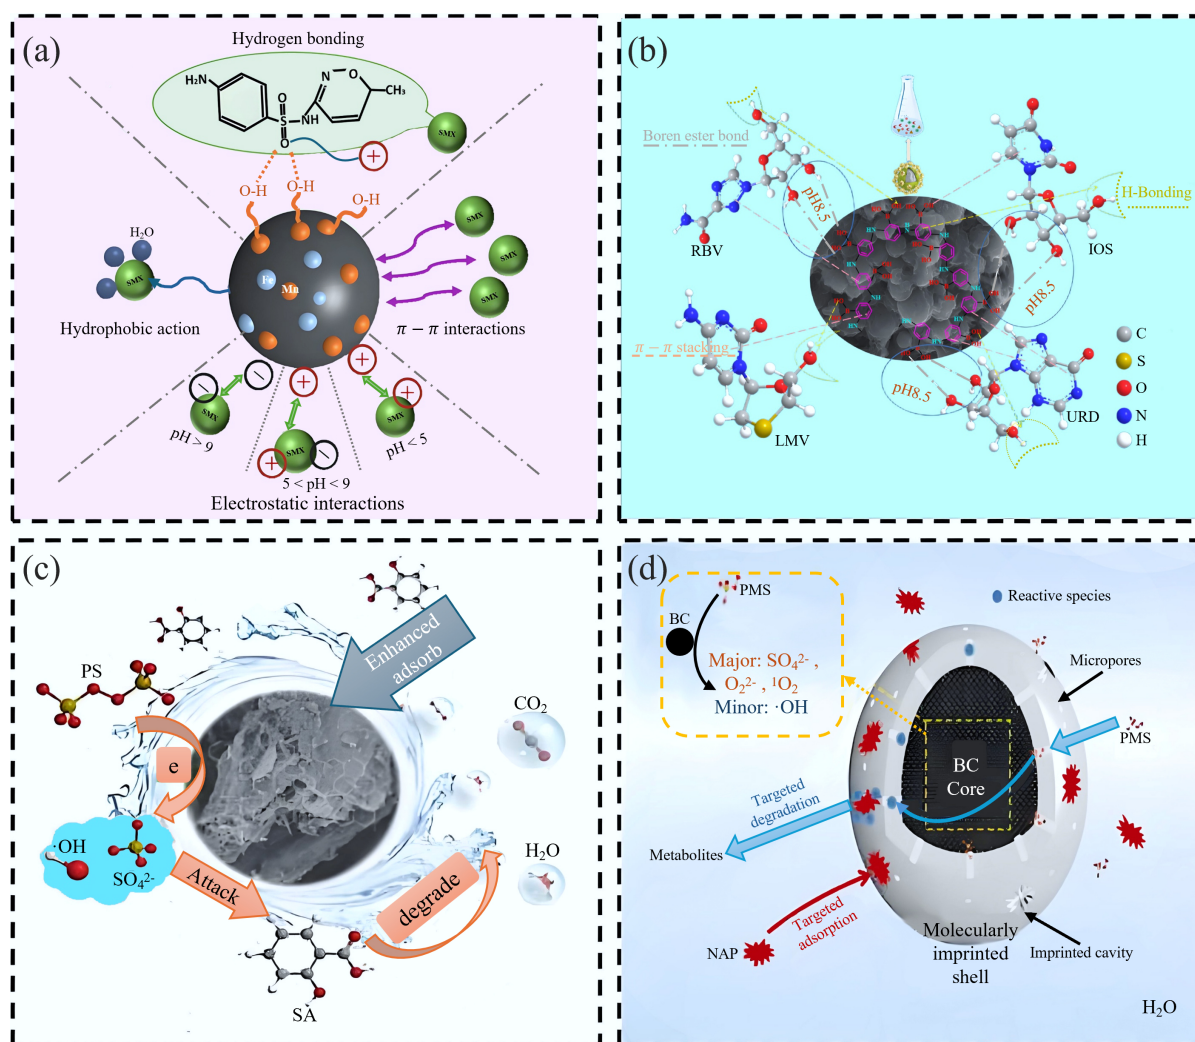 (a)
Hydrogen bonding
H₂N
N
O
CH₃
O
S
NH
O
SMX
+
O-H
O-H
O-H
H₂O
SMX
Fe
Mn
SMX
SMX
SMX
Hydrophobic action
π − π interactions
−
−
+
+
+
SMX
SMX
pH > 9
pH < 5
+
SMX
−
5 < pH < 9
Electrostatic interactions
(b)
Boren ester bond
pH8.5
H-Bonding
RBV
IOS
HN
NH
pH8.5
π − π stacking
pH8.5
LMV
URD
C
S
O
N
H
(c)
Enhanced
adsorb
PS
CO₂
e
·OH
SO₄²⁻
Attack
degrade
H₂O
SA
(d)
PMS
BC
Major: SO₄²⁻ ,
O₂²⁻ , ¹O₂
Minor: ·OH
Reactive species
Micropores
PMS
BC
Core
Targeted
degradation
Metabolites
Targeted
adsorption
NAP
Molecularly
imprinted
shell
Imprinted cavity
H₂O